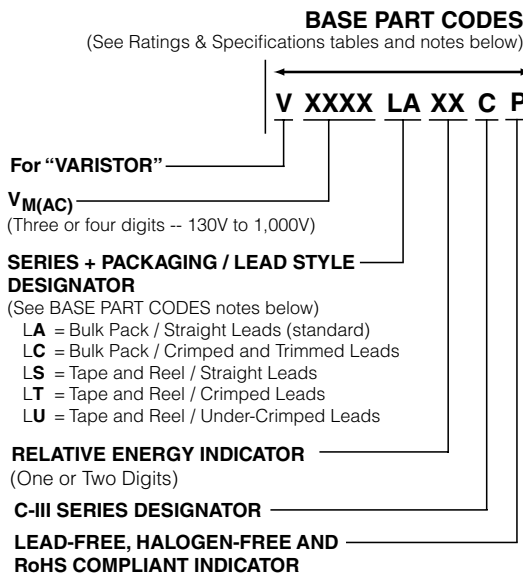 BASE PART CODES
(See Ratings & Specifications tables and notes below)
V XXXX LA XX C P
For “VARISTOR”
VM(AC)
(Three or four digits -- 130V to 1,000V)
SERIES + PACKAGING / LEAD STYLE
DESIGNATOR
(See BASE PART CODES notes below)
LA = Bulk Pack / Straight Leads (standard)
LC = Bulk Pack / Crimped and Trimmed Leads
LS = Tape and Reel / Straight Leads
LT = Tape and Reel / Crimped Leads
LU = Tape and Reel / Under-Crimped Leads
RELATIVE ENERGY INDICATOR
(One or Two Digits)
C-III SERIES DESIGNATOR
LEAD-FREE, HALOGEN-FREE AND
RoHS COMPLIANT INDICATOR